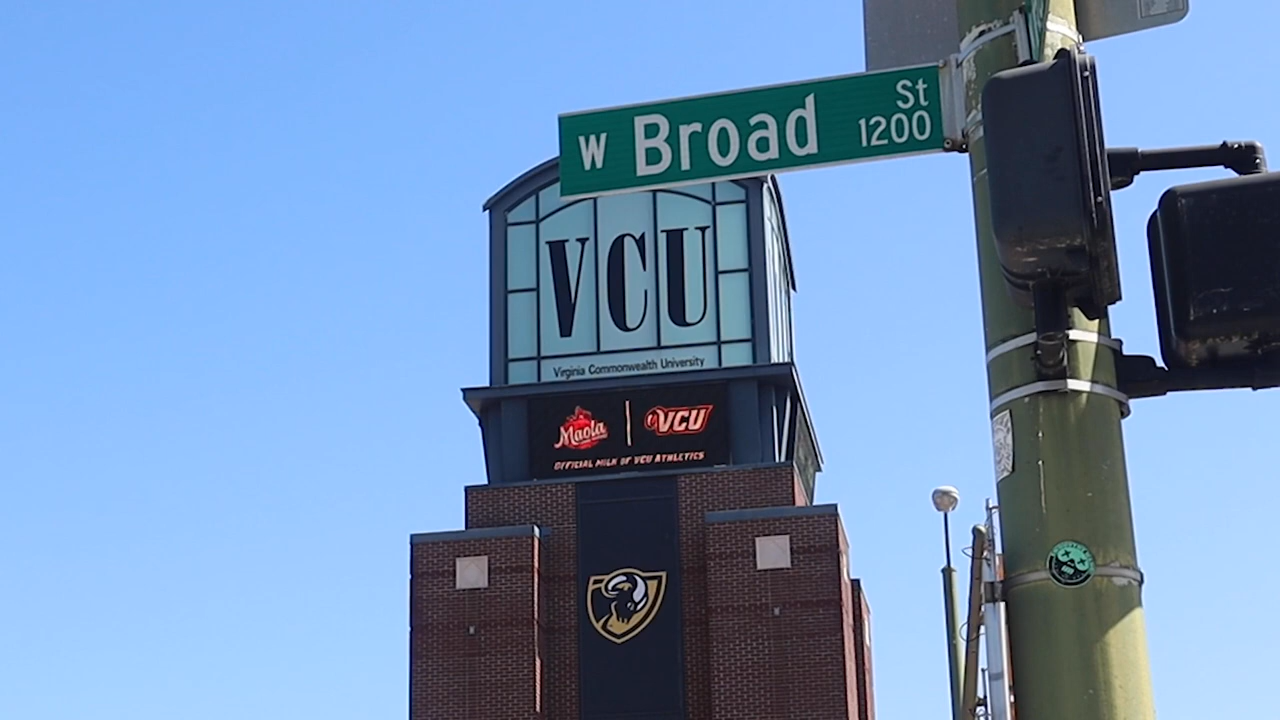 W Broad St
1200
VCU
Virginia Commonwealth University
Maola VCU
OFFICIAL MILK OF VCU ATHLETICS